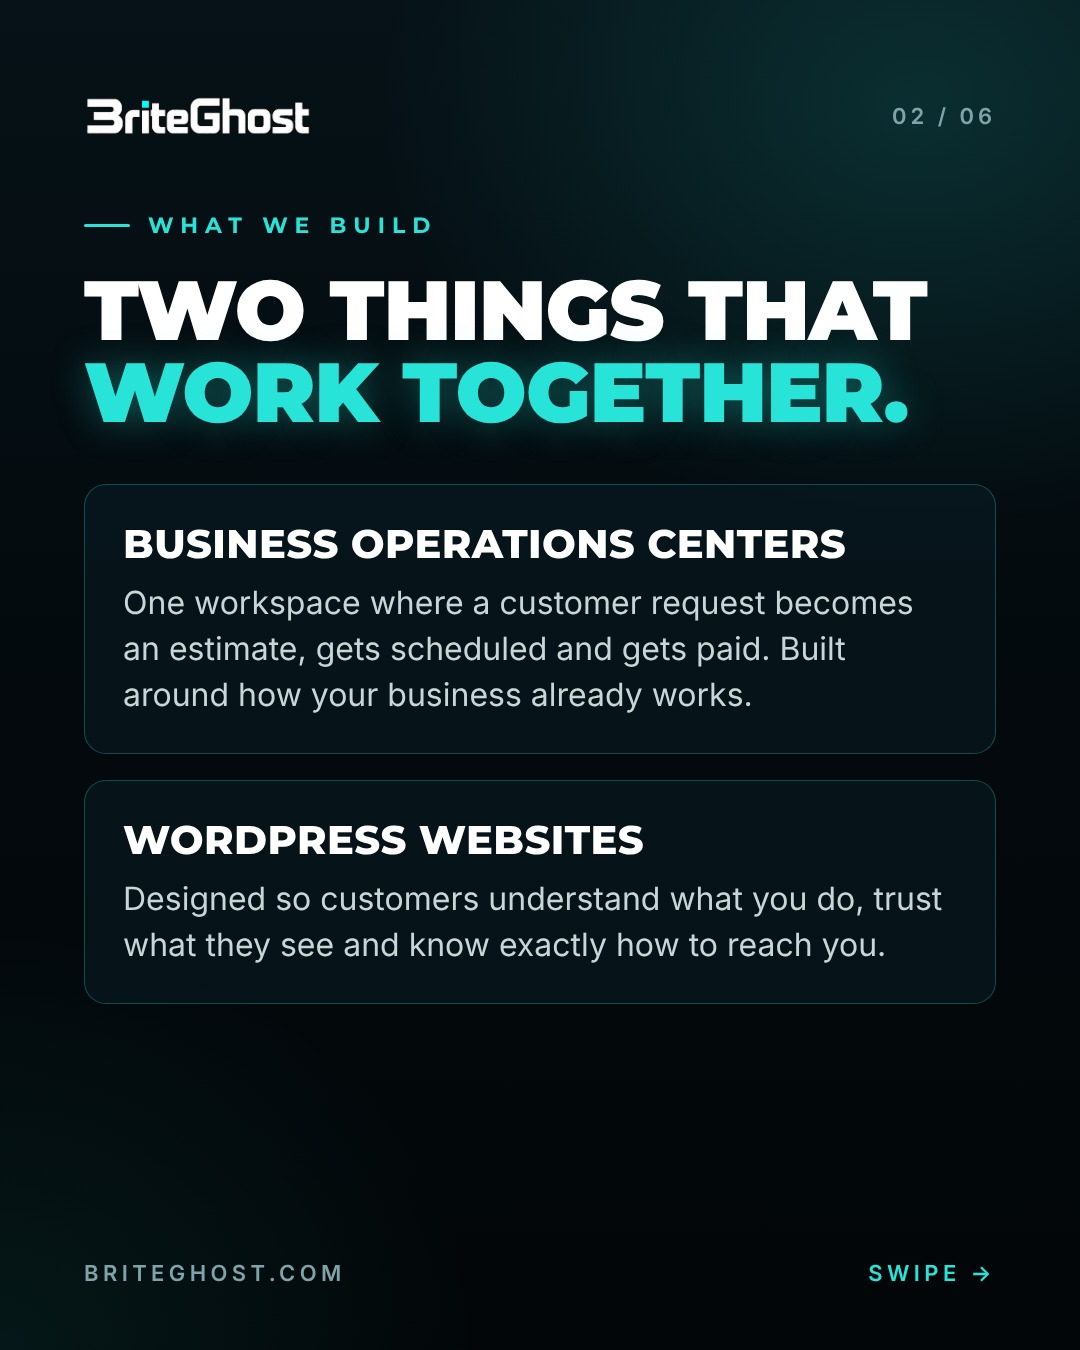 BriteGhost
02 / 06
WHAT WE BUILD
TWO THINGS THAT
WORK TOGETHER.
BUSINESS OPERATIONS CENTERS
One workspace where a customer request becomes
an estimate, gets scheduled and gets paid. Built
around how your business already works.
WORDPRESS WEBSITES
Designed so customers understand what you do, trust
what they see and know exactly how to reach you.
BRITEGHOST.COM
SWIPE →